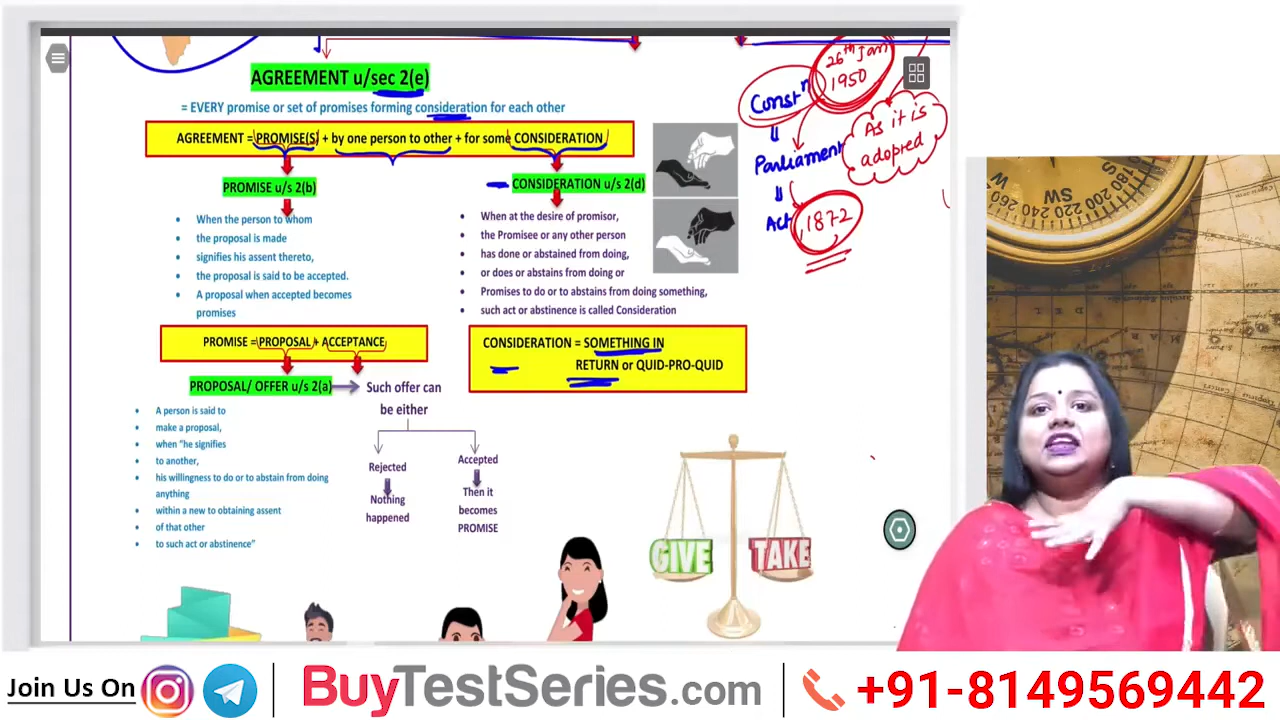 AGREEMENT u/sec 2(e)
= EVERY promise or set of promises forming consideration for each other
AGREEMENT = PROMISE(S) + by one person to other + for some CONSIDERATION
PROMISE u/s 2(b)
When the person to whom
the proposal is made
signifies his assent thereto,
the proposal is said to be accepted.
A proposal when accepted becomes
promises
PROMISE = PROPOSAL + ACCEPTANCE
PROPOSAL/ OFFER u/s 2(a)
A person is said to
make a proposal,
when "he signifies
to another,
his willingness to do or to abstain from doing
anything
within a new to obtaining assent
of that other
to such act or abstinence"
Such offer can
be either
Rejected
Nothing
happened
Accepted
Then it
becomes
PROMISE
CONSIDERATION u/s 2(d)
When at the desire of promisor,
the Promisee or any other person
has done or abstained from doing,
or does or abstains from doing or
Promises to do or to abstains from doing something,
such act or abstinence is called Consideration
CONSIDERATION = SOMETHING IN
RETURN or QUID-PRO-QUID
GIVE
TAKE
26th Jan
1950
Constn
Parliament
Act 1872
As it is
adopred
W
SW
260
240
220
200
180
Join Us On
BuyTestSeries.com
+91-8149569442